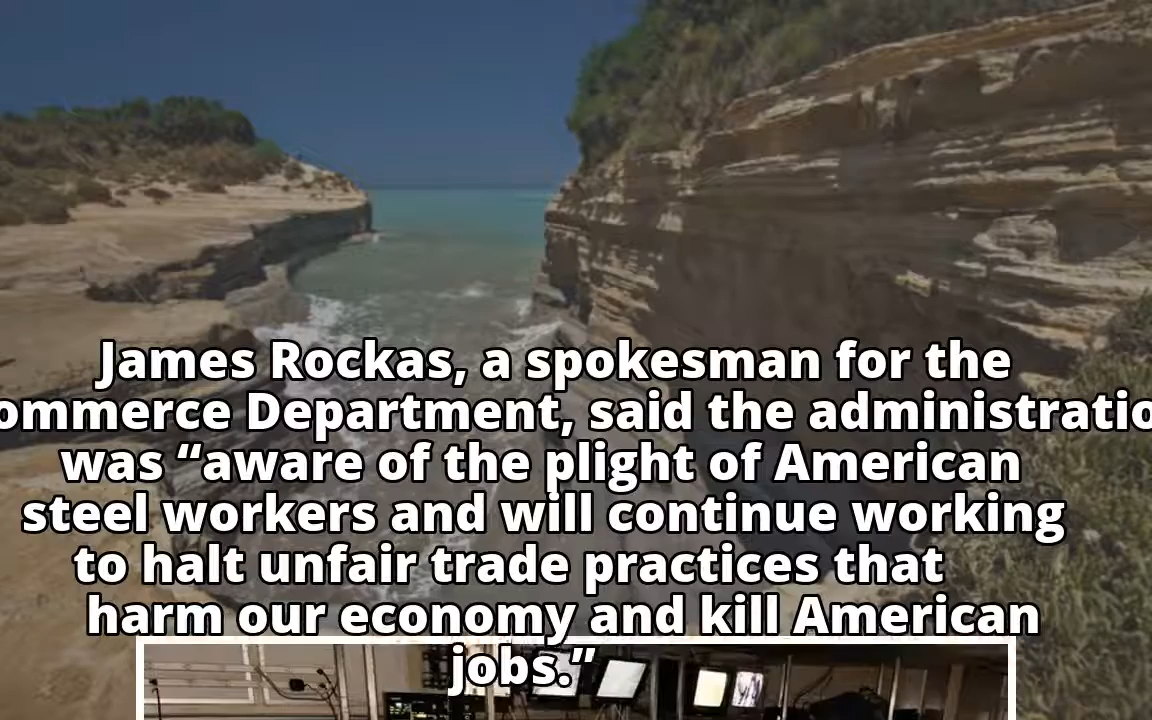 James Rockas, a spokesman for the
ommerce Department, said the administratio
was “aware of the plight of American
steel workers and will continue working
to halt unfair trade practices that
harm our economy and kill American
jobs.”